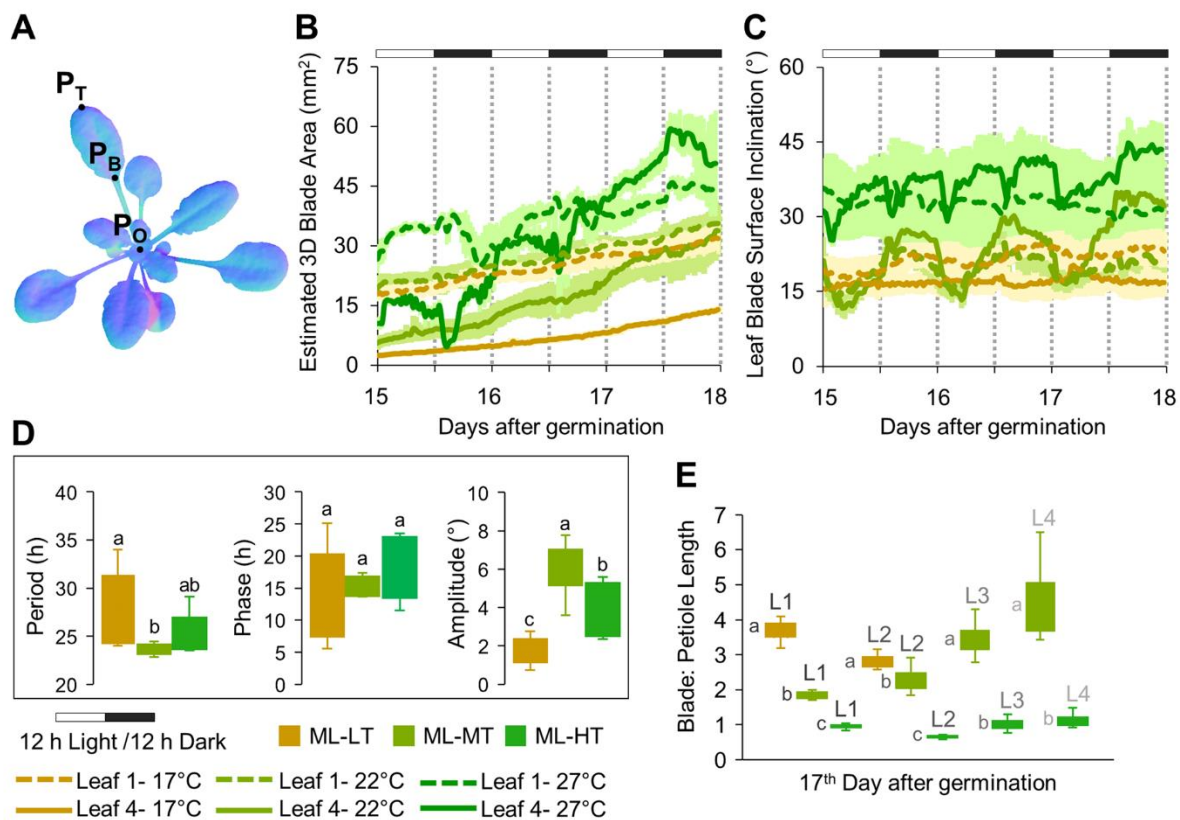 A
P_T
P_B
P_O
B
Estimated 3D Blade Area (mm²)
75
60
45
30
15
0
15 16 17 18
Days after germination
C
Leaf Blade Surface Inclination (°)
60
45
30
15
0
15 16 17 18
Days after germination
D
Period (h)
40
35
30
25
20
a
b
ab
Phase (h)
30
25
20
15
10
5
0
a
a
a
Amplitude (°)
10
8
6
4
2
0
c
a
b
12 h Light /12 h Dark
ML-LT ML-MT ML-HT
Leaf 1- 17°C Leaf 1- 22°C Leaf 1- 27°C
Leaf 4- 17°C Leaf 4- 22°C Leaf 4- 27°C
E
Blade: Petiole Length
7
6
5
4
3
2
1
0
a L1
b L1
c L1
a L2
b L2
c L2
a L3
b L3
a L4
b L4
17th Day after germination